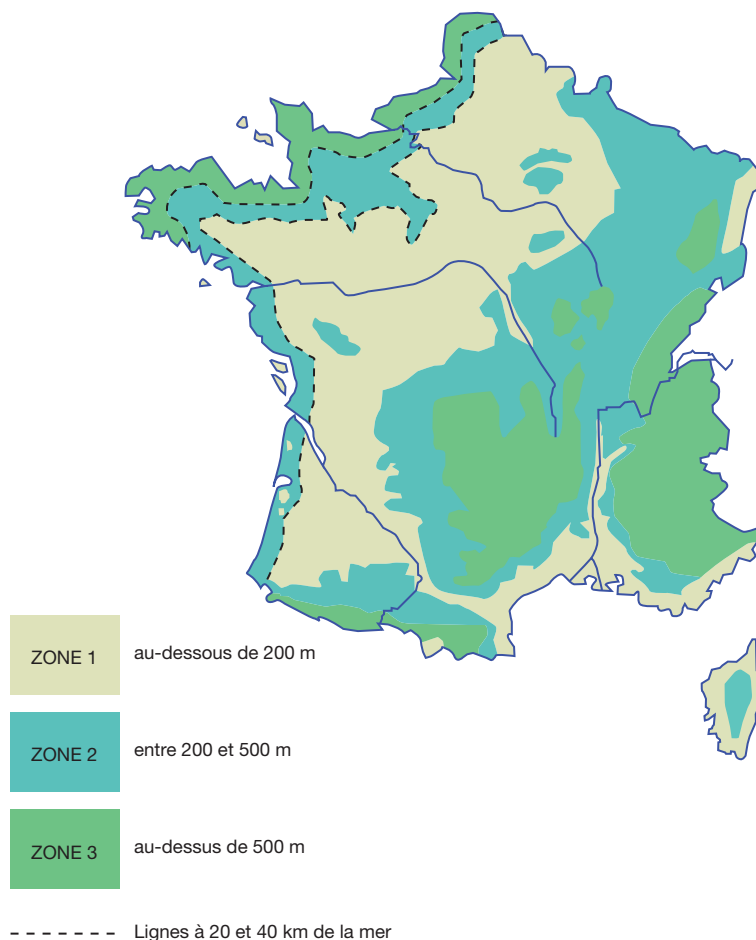 ZONE 1
au-dessous de 200 m
ZONE 2
entre 200 et 500 m
ZONE 3
au-dessus de 500 m
Lignes à 20 et 40 km de la mer